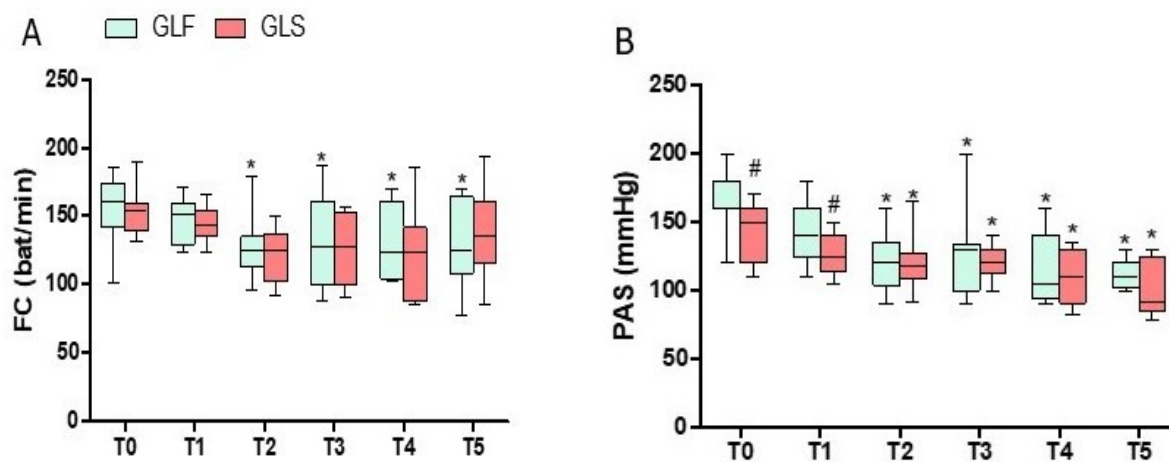 A
GLF GLS
FC (bat/min)
250
200
150
100
50
0
* * * *
T0 T1 T2 T3 T4 T5
B
PAS (mmHg)
250
200
150
100
50
0
# # * * * * * * * *
T0 T1 T2 T3 T4 T5